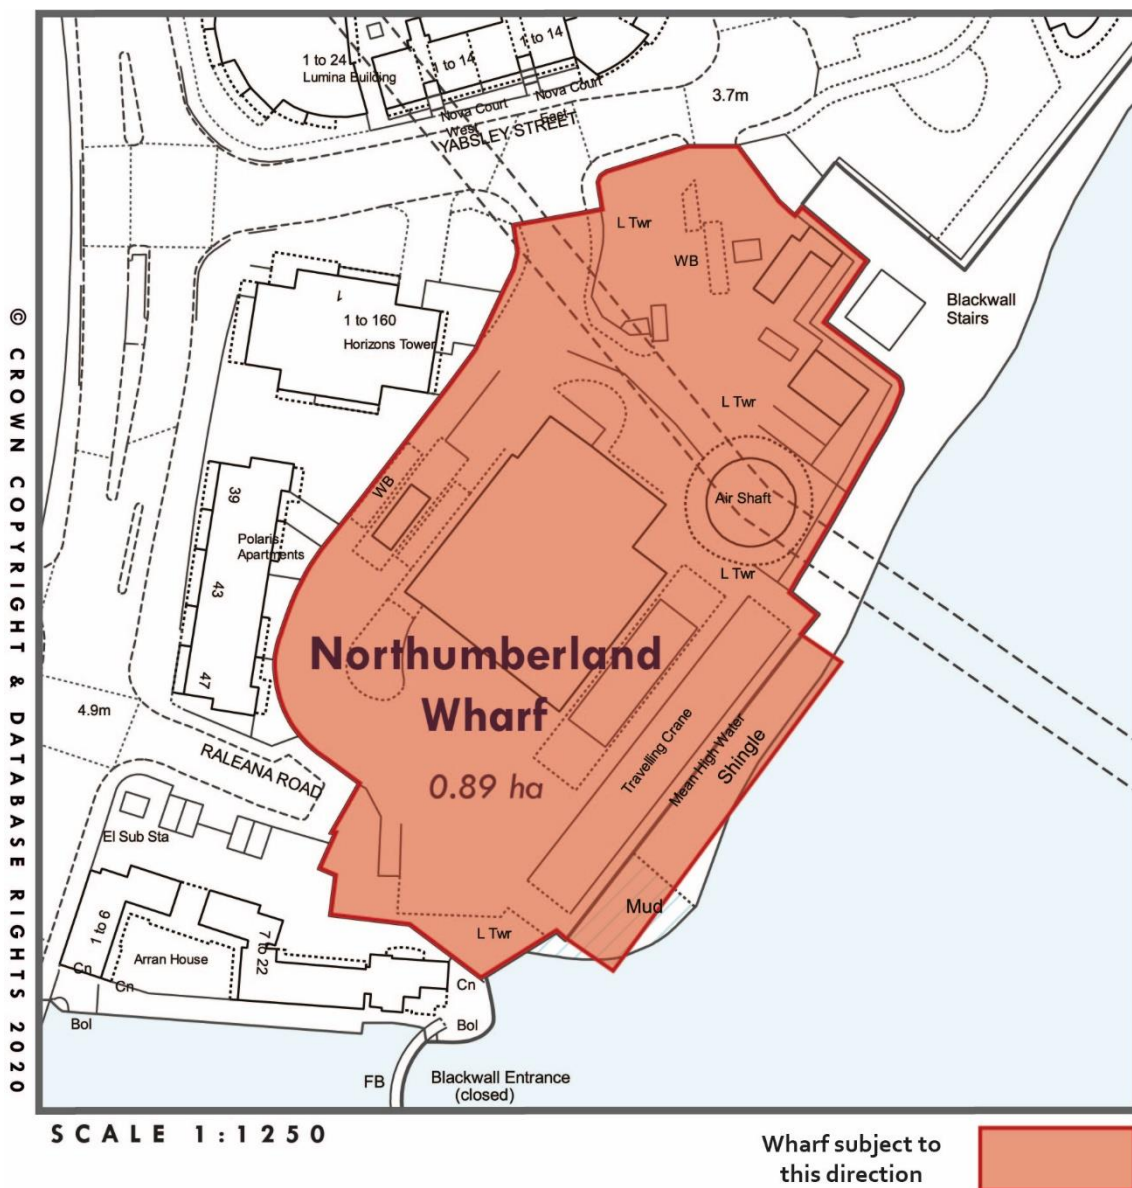 1 to 24
Lumina Building
1 to 14
1 to 14
Nova Court
West
Nova Court
East
YABSLEY STREET
3.7m
L Twr
WB
1
1 to 160
Horizons Tower
Blackwall
Stairs
L Twr
WB
39
Air Shaft
Polaris
Apartments
43
L Twr
47
Northumberland
Wharf
0.89 ha
4.9m
RALEANA ROAD
Travelling Crane
Mean High Water
Shingle
El Sub Sta
Mud
1 to 6
Arran House
7 to 22
L Twr
Cn
Cn
Cn
Bol
Bol
FB
Blackwall Entrance
(closed)
© CROWN COPYRIGHT & DATABASE RIGHTS 2020
SCALE 1:1250
Wharf subject to
this direction